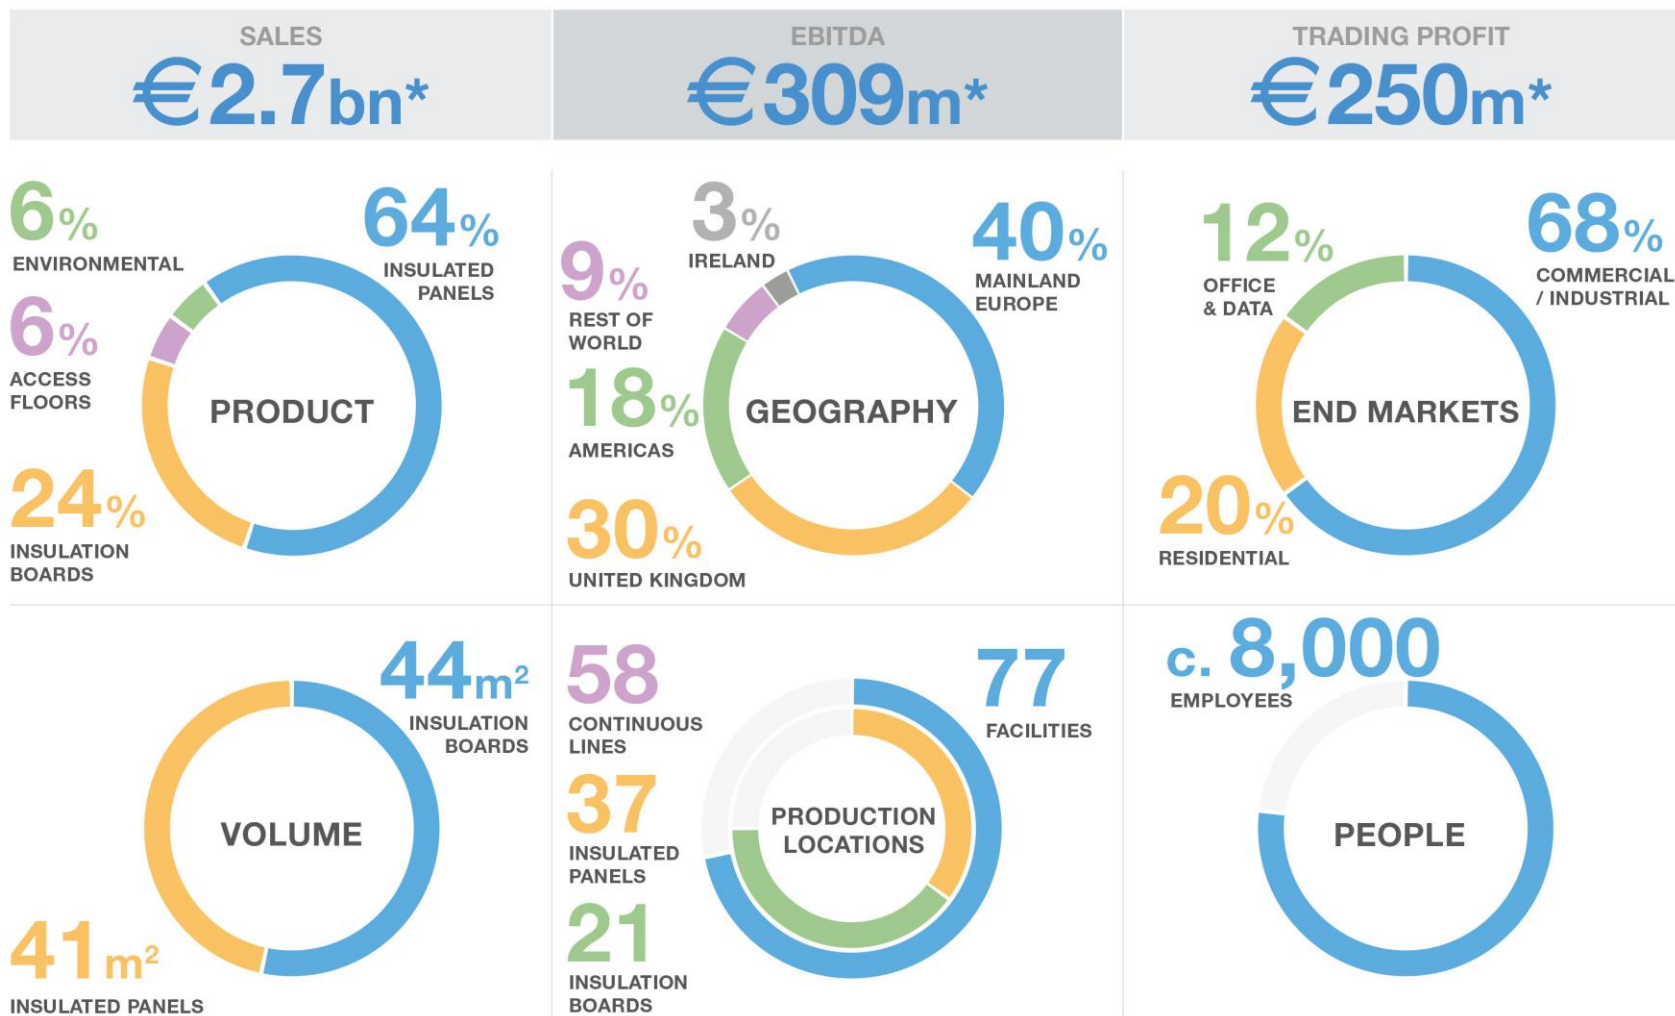 SALES
€2.7bn*
EBITDA
€309m*
TRADING PROFIT
€250m*
6%
ENVIRONMENTAL
64%
INSULATED
PANELS
6%
ACCESS
FLOORS
PRODUCT
24%
INSULATION
BOARDS
3%
IRELAND
40%
MAINLAND
EUROPE
9%
REST OF
WORLD
18%
AMERICAS
GEOGRAPHY
30%
UNITED KINGDOM
12%
OFFICE
& DATA
68%
COMMERCIAL
/ INDUSTRIAL
END MARKETS
20%
RESIDENTIAL
44m²
INSULATION
BOARDS
VOLUME
41m²
INSULATED PANELS
58
CONTINUOUS
LINES
77
FACILITIES
37
INSULATED
PANELS
PRODUCTION
LOCATIONS
21
INSULATION
BOARDS
c. 8,000
EMPLOYEES
PEOPLE